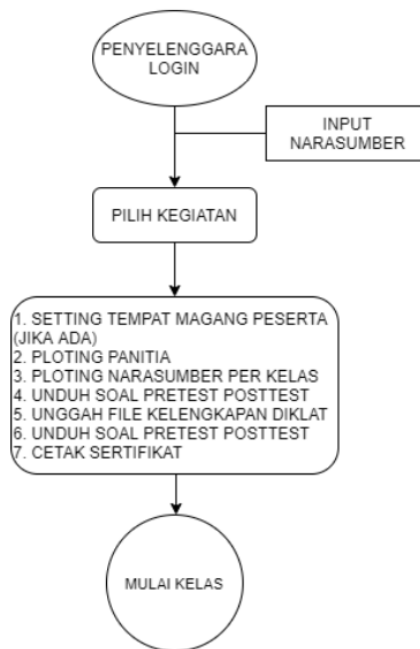 PENYELENGGARA
LOGIN
INPUT
NARASUMBER
PILIH KEGIATAN
1. SETTING TEMPAT MAGANG PESERTA
(JIKA ADA)
2. PLOTING PANITIA
3. PLOTING NARASUMBER PER KELAS
4. UNDUH SOAL PRETEST POSTTEST
5. UNGGAH FILE KELENGKAPAN DIKLAT
6. UNDUH SOAL PRETEST POSTTEST
7. CETAK SERTIFIKAT
MULAI KELAS